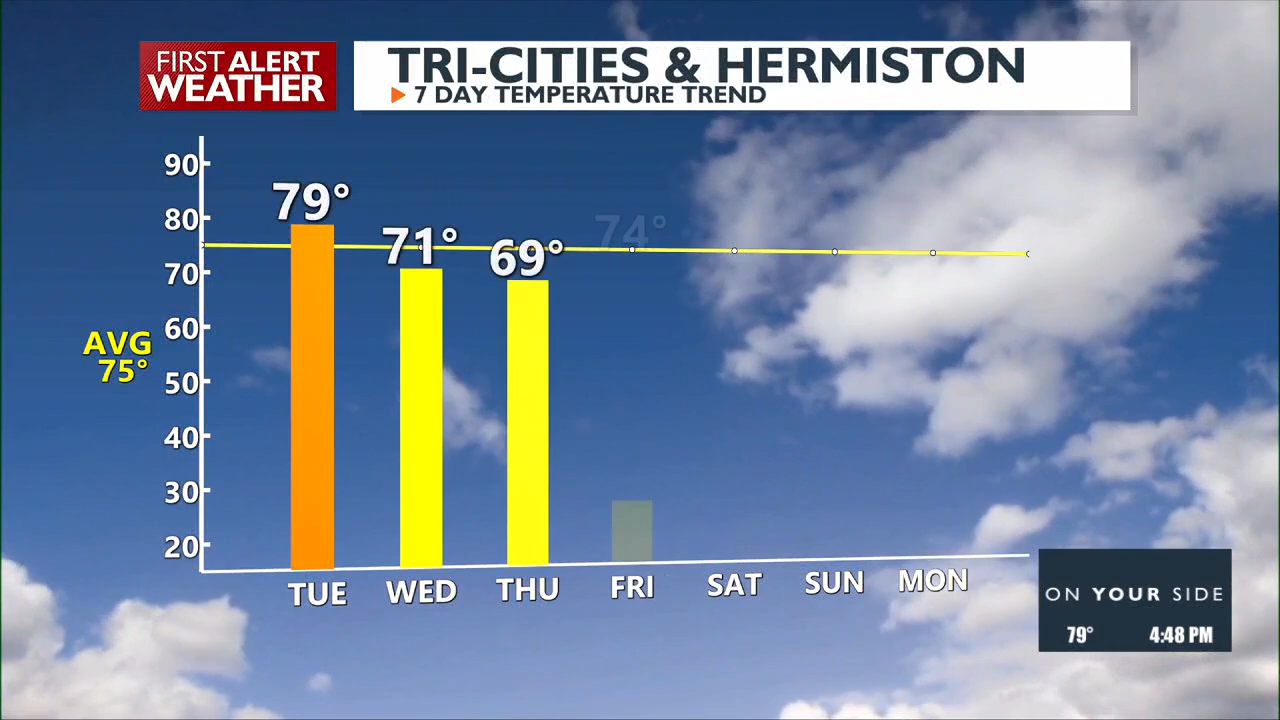 FIRST ALERT
WEATHER
TRI-CITIES & HERMISTON
7 DAY TEMPERATURE TREND
90
80
70
60
50
40
30
20
AVG
75°
79°
71°
69°
74°
TUE
WED
THU
FRI
SAT
SUN
MON
ON YOUR SIDE
79°
4:48 PM